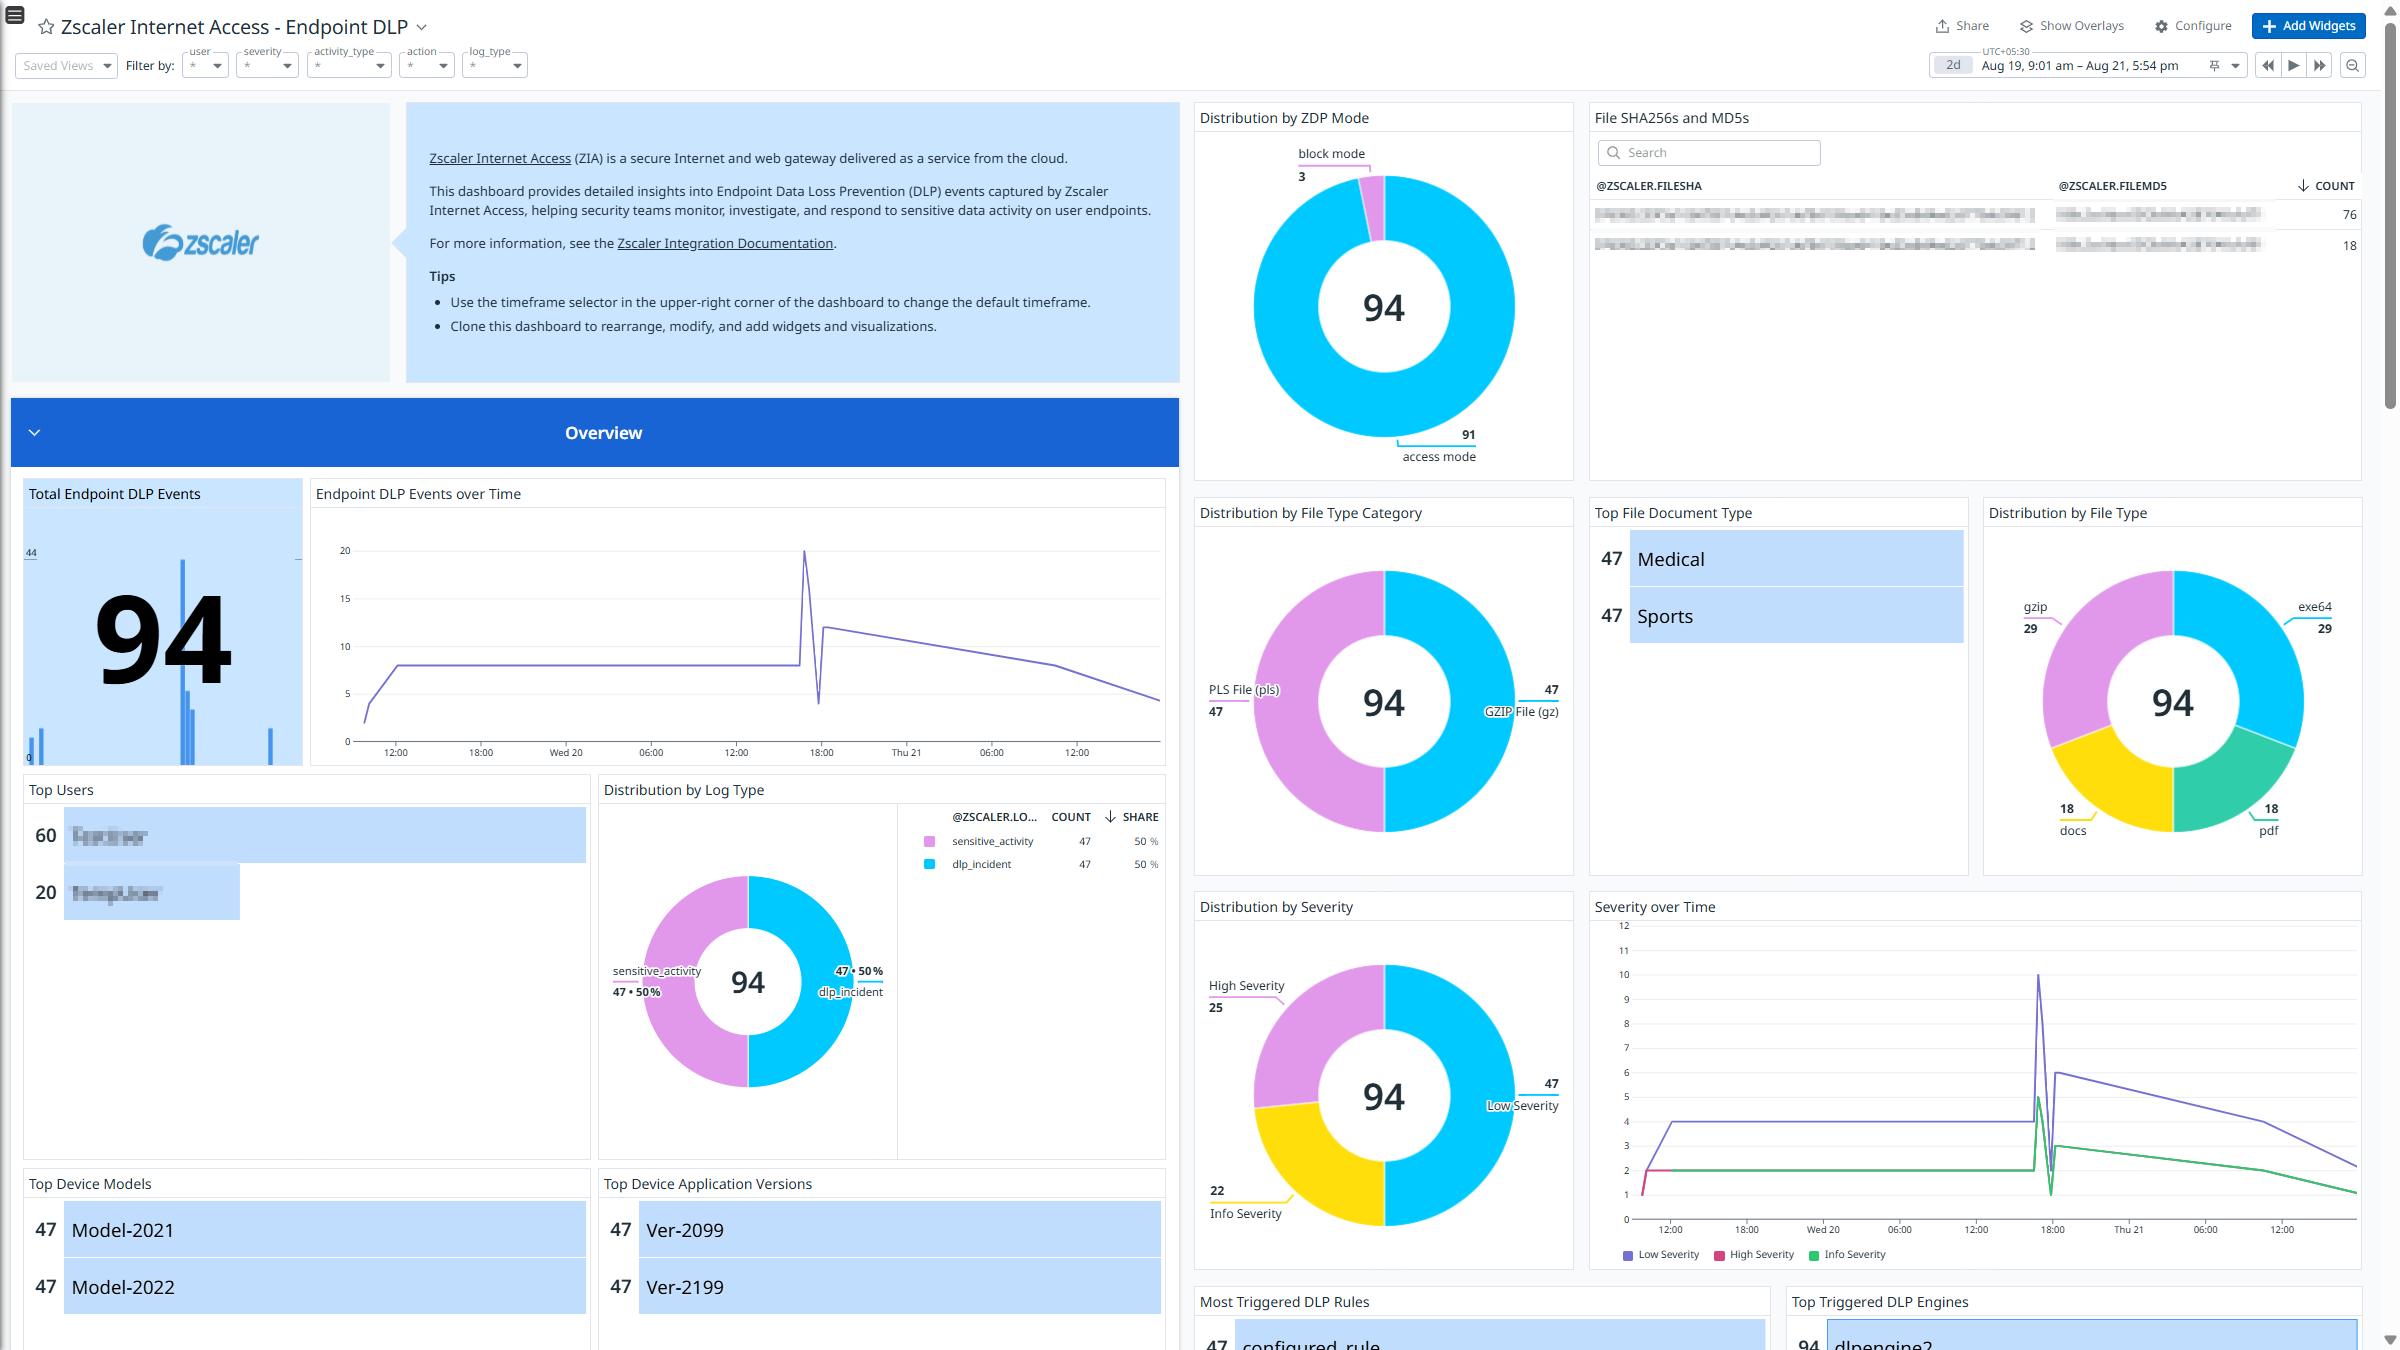 Zscaler Internet Access - Endpoint DLP
Share
Show Overlays
Configure
Add Widgets
Saved Views
Filter by:
user
*
severity
*
activity_type
*
action
*
log_type
*
UTC+05:30
2d
Aug 19, 9:01 am – Aug 21, 5:54 pm
zscaler
Zscaler Internet Access (ZIA) is a secure Internet and web gateway delivered as a service from the cloud.
This dashboard provides detailed insights into Endpoint Data Loss Prevention (DLP) events captured by Zscaler
Internet Access, helping security teams monitor, investigate, and respond to sensitive data activity on user endpoints.
For more information, see the Zscaler Integration Documentation.
Tips
• Use the timeframe selector in the upper-right corner of the dashboard to change the default timeframe.
• Clone this dashboard to rearrange, modify, and add widgets and visualizations.
Overview
Total Endpoint DLP Events
44
94
0
Endpoint DLP Events over Time
20
15
10
5
0
12:00 18:00 Wed 20 06:00 12:00 18:00 Thu 21 06:00 12:00
Top Users
60
20
Distribution by Log Type
@ZSCALER.LO... COUNT SHARE
sensitive_activity 47 50 %
dlp_incident 47 50 %
sensitive_activity
47 • 50%
94
47 • 50%
dlp_incident
Top Device Models
47 Model-2021
47 Model-2022
Top Device Application Versions
47 Ver-2099
47 Ver-2199
Distribution by ZDP Mode
block mode
3
94
91
access mode
File SHA256s and MD5s
Search
@ZSCALER.FILESHA @ZSCALER.FILEMD5 COUNT
76
18
Distribution by File Type Category
PLS File (pls)
47
94
47
GZIP File (gz)
Top File Document Type
47 Medical
47 Sports
Distribution by File Type
gzip
29
exe64
29
94
18
docs
18
pdf
Distribution by Severity
High Severity
25
94
47
Low Severity
22
Info Severity
Severity over Time
12
11
10
9
8
7
6
5
4
3
2
1
0
12:00 18:00 Wed 20 06:00 12:00 18:00 Thu 21 06:00 12:00
Low Severity High Severity Info Severity
Most Triggered DLP Rules
47 configured_rule
Top Triggered DLP Engines
94 dlpengine2